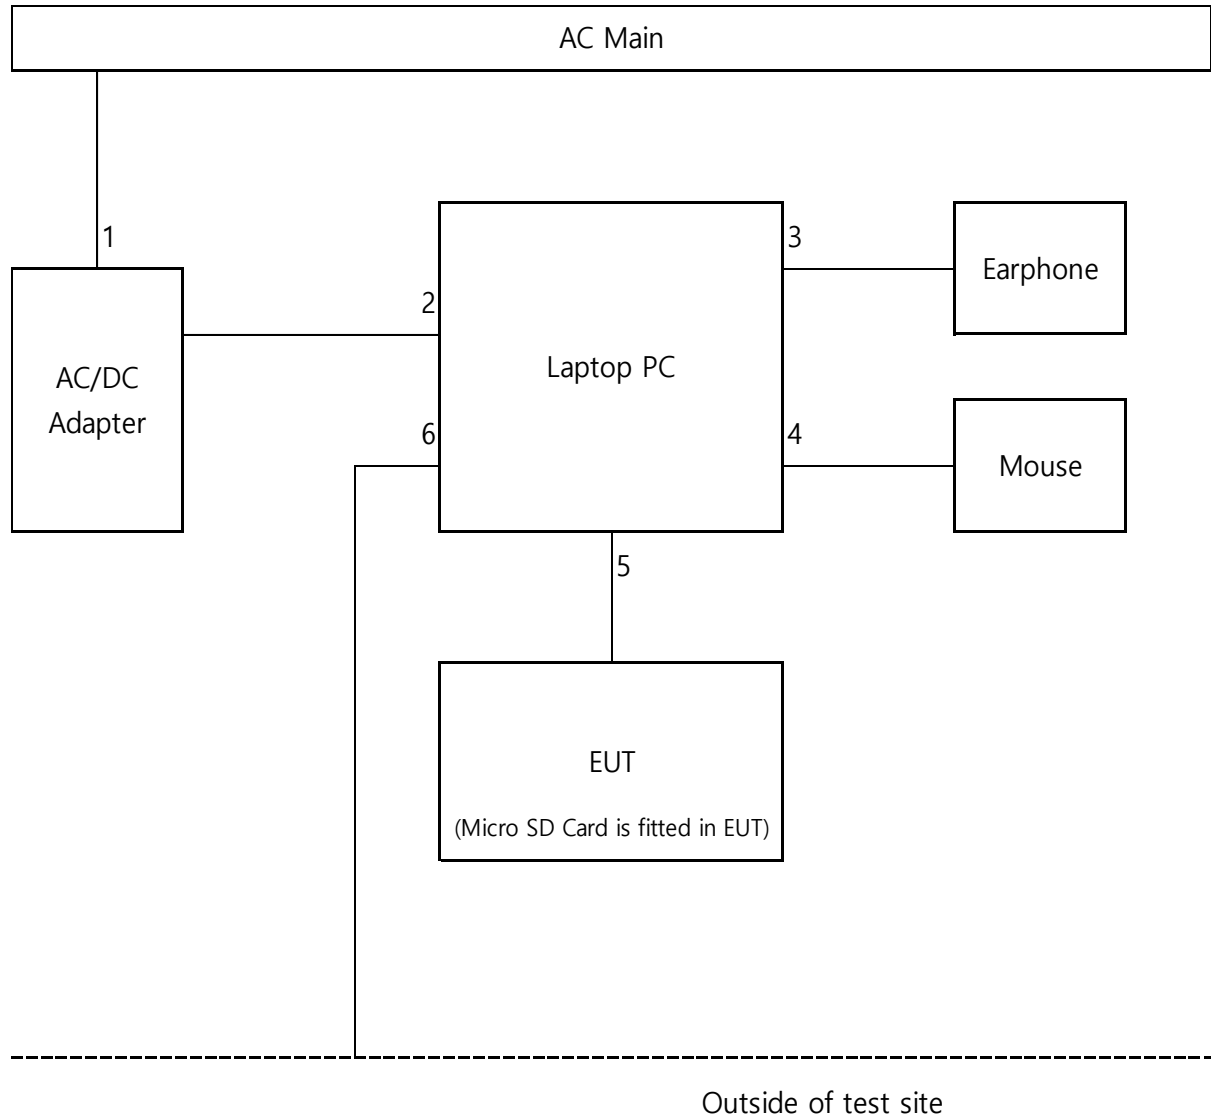 AC Main
1
3
Earphone
2
Laptop PC
AC/DC
Adapter
6
4
Mouse
5
EUT
(Micro SD Card is fitted in EUT)
Outside of test site